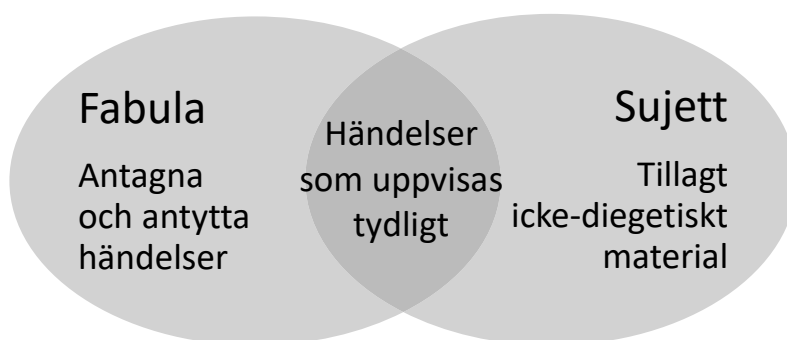 Fabula
Antagna
och antytta
händelser
Händelser
som uppvisas
tydligt
Sujett
Tillagt
icke-diegetiskt
material